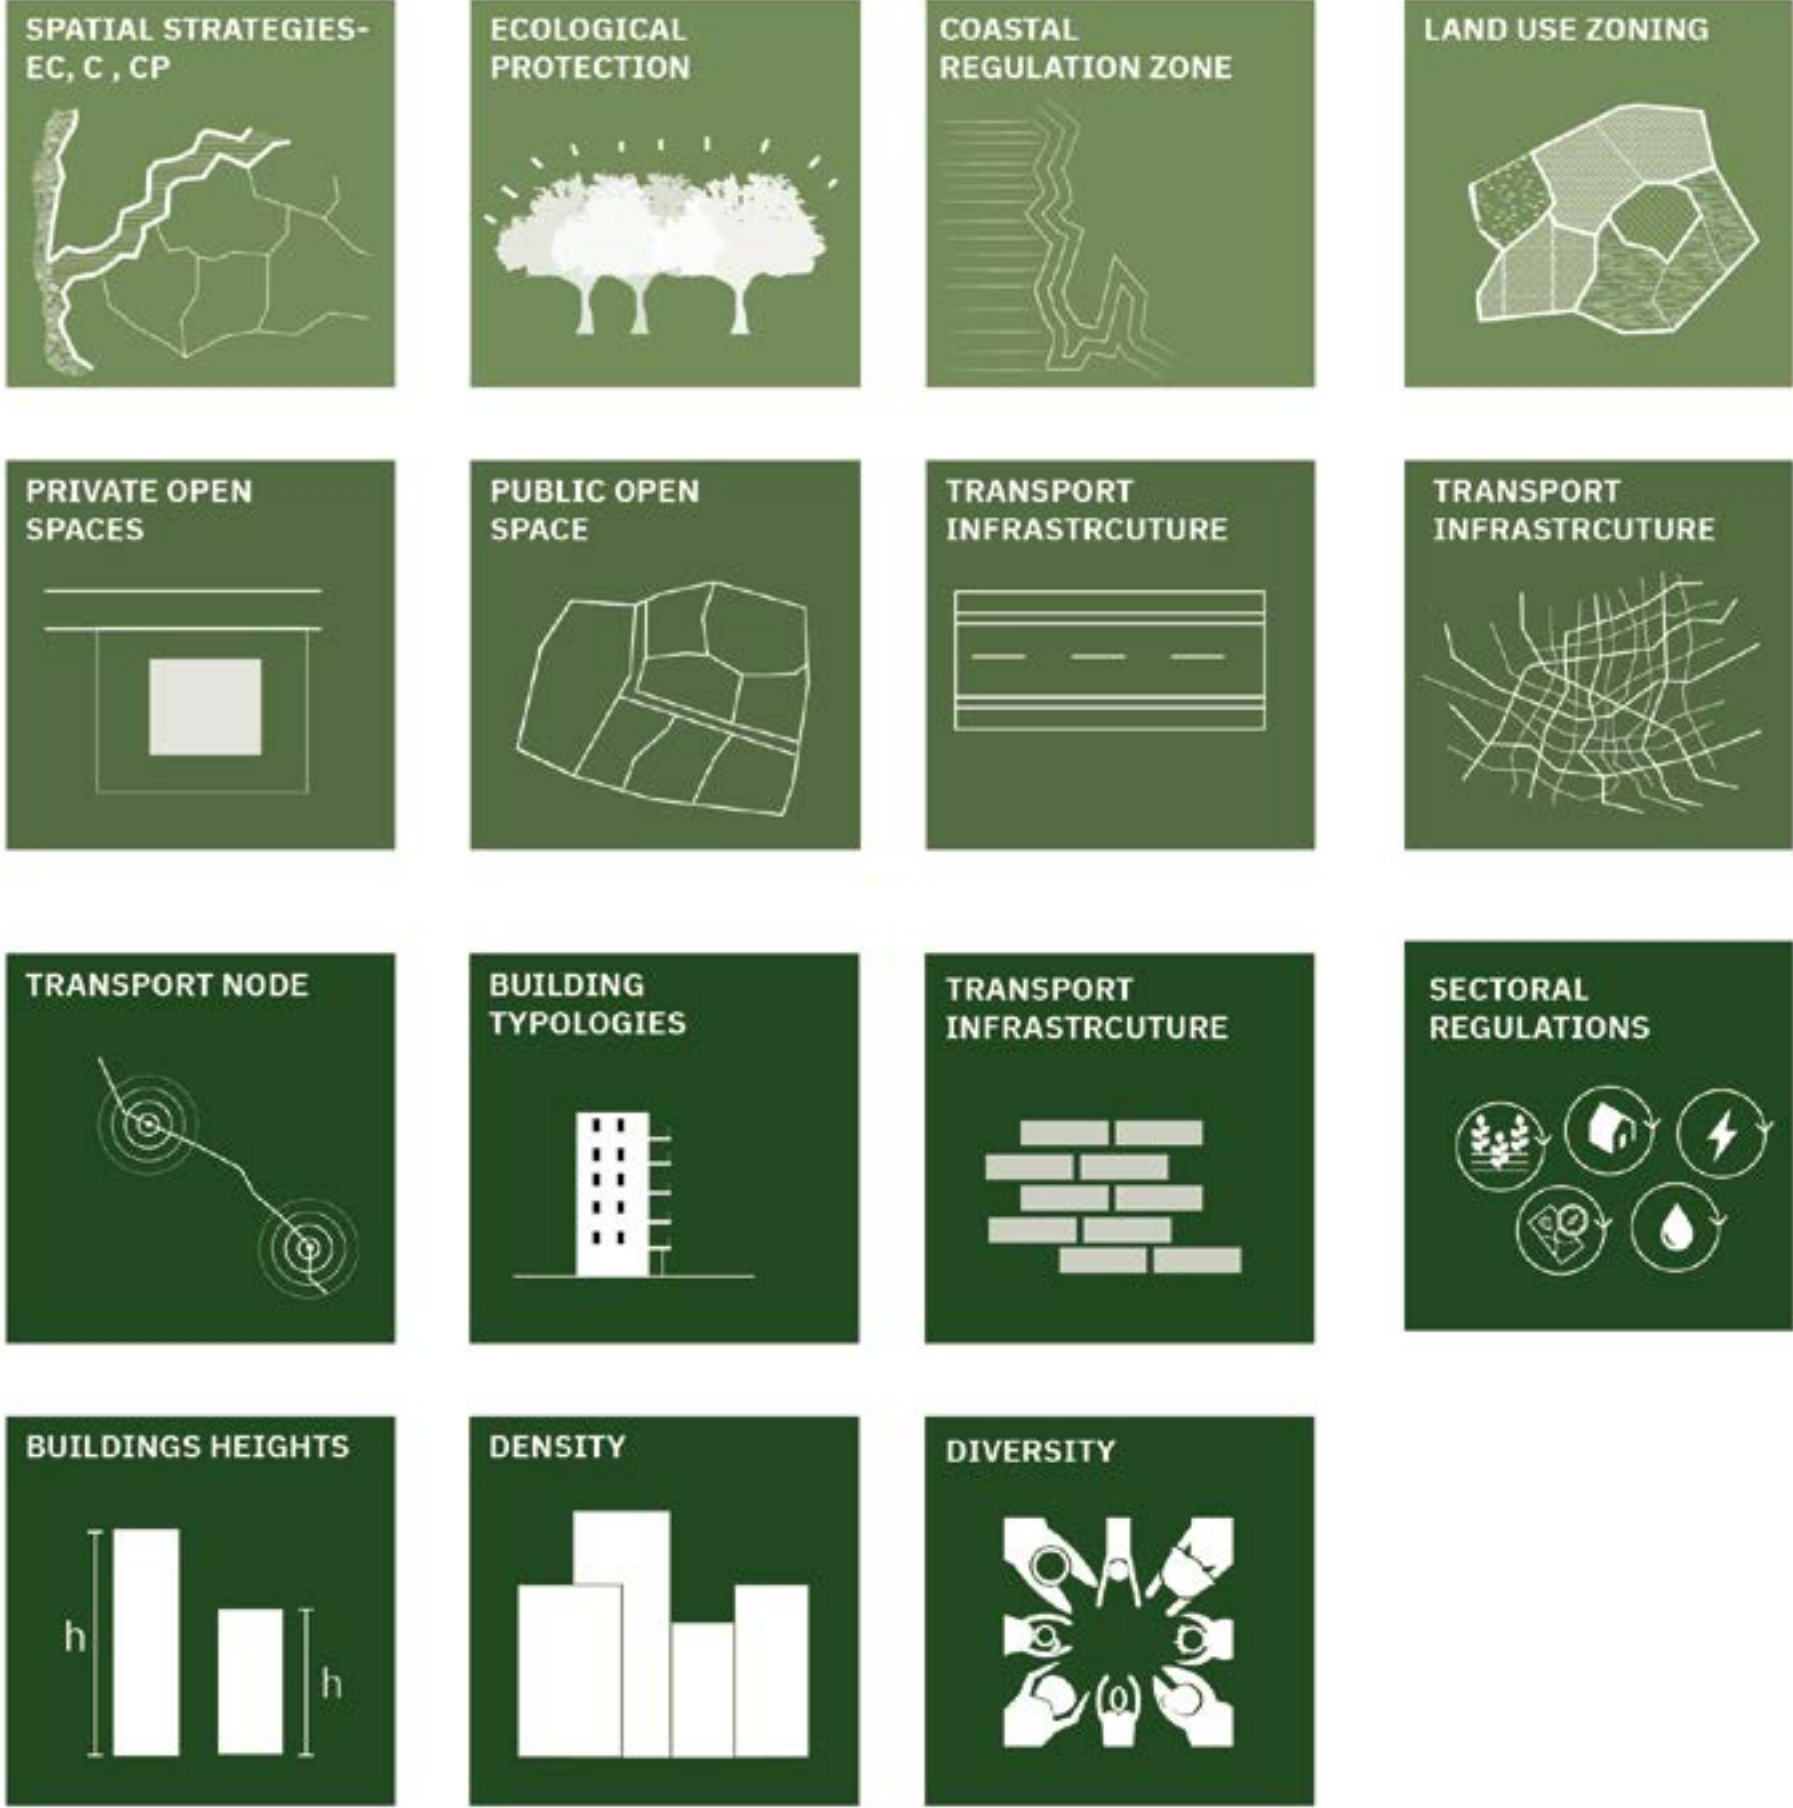 SPATIAL STRATEGIES-
EC, C , CP
ECOLOGICAL
PROTECTION
COASTAL
REGULATION ZONE
LAND USE ZONING
PRIVATE OPEN
SPACES
PUBLIC OPEN
SPACE
TRANSPORT
INFRASTRCUTURE
TRANSPORT
INFRASTRCUTURE
TRANSPORT NODE
BUILDING
TYPOLOGIES
TRANSPORT
INFRASTRCUTURE
SECTORAL
REGULATIONS
BUILDINGS HEIGHTS
h
h
DENSITY
DIVERSITY